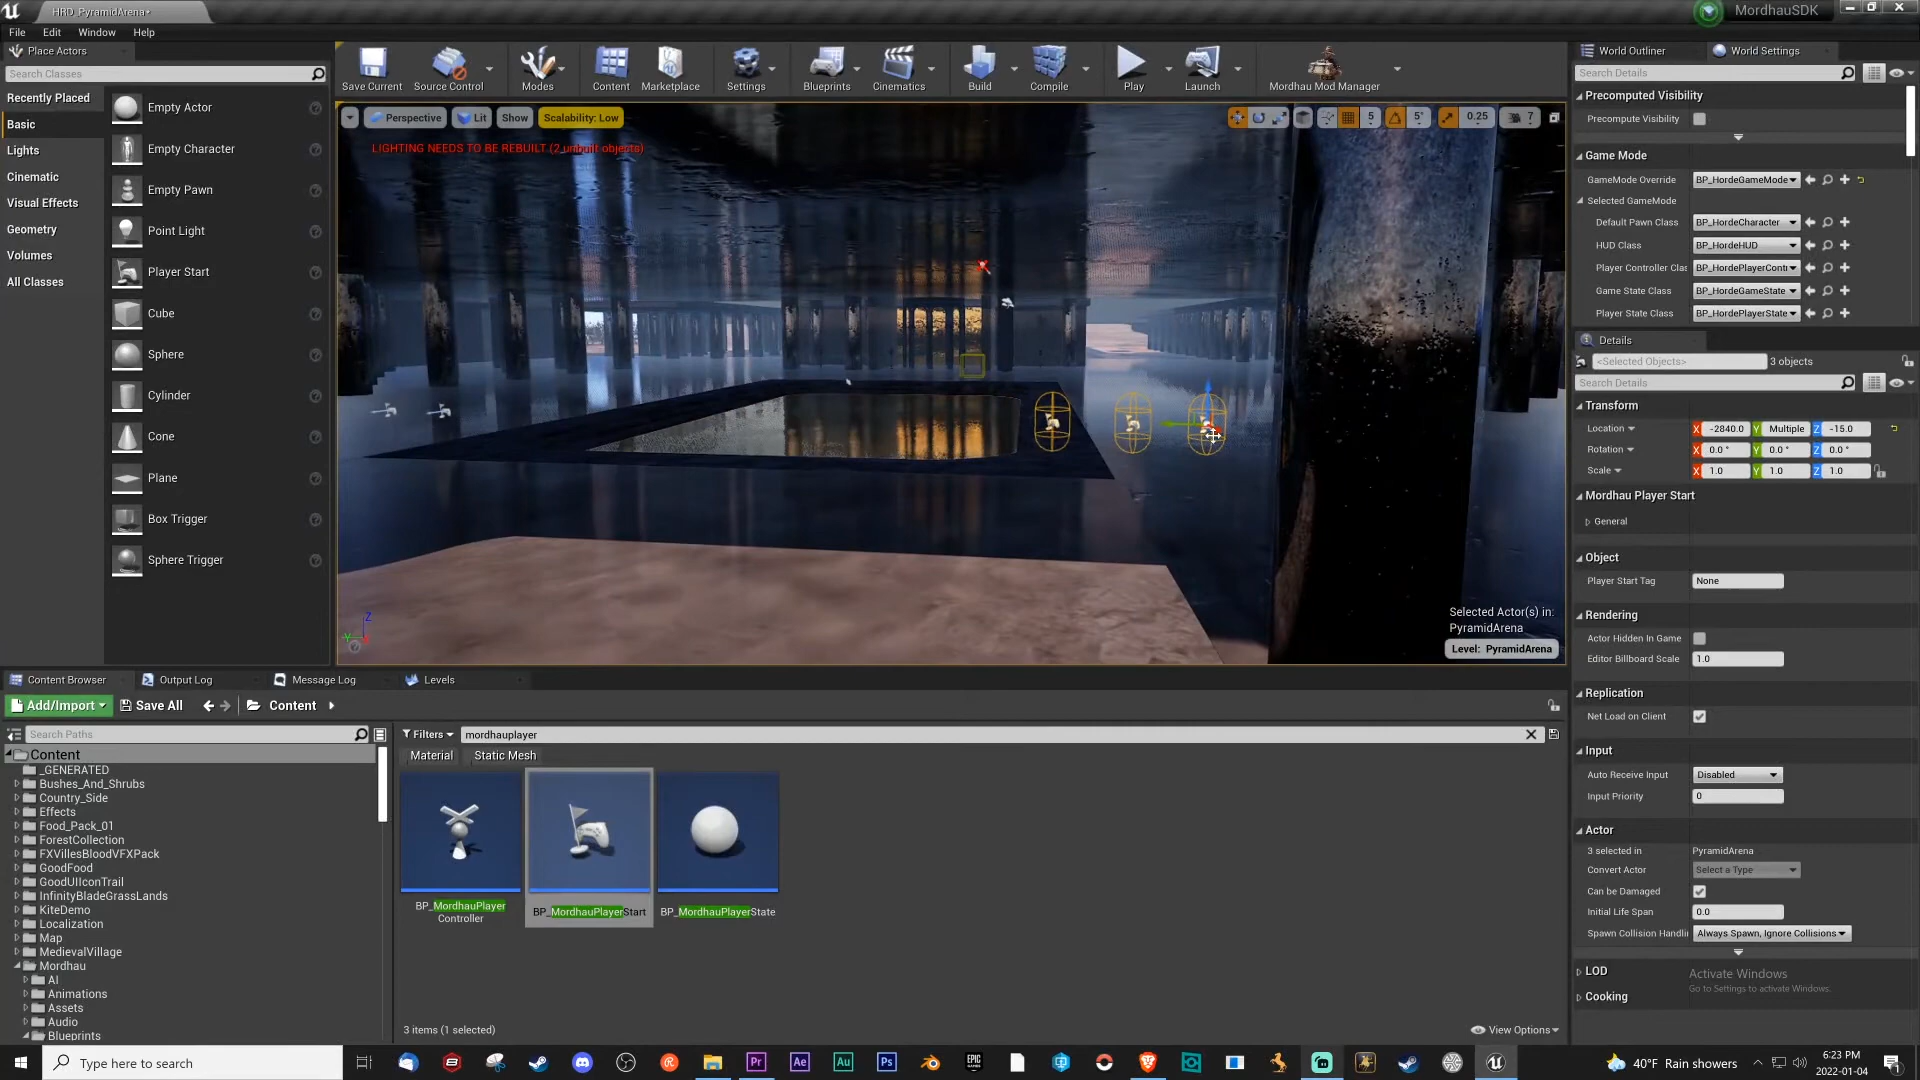 HRD_PyramidArena*
MordhauSDK
File Edit Window Help
Place Actors
Search Classes
Recently Placed
Basic
Lights
Cinematic
Visual Effects
Geometry
Volumes
All Classes
Empty Actor
Empty Character
Empty Pawn
Point Light
Player Start
Cube
Sphere
Cylinder
Cone
Plane
Box Trigger
Sphere Trigger
Save Current Source Control Modes Content Marketplace Settings Blueprints Cinematics Build Compile Play Launch Mordhau Mod Manager
Perspective Lit Show Scalability: Low
5 5° 0.25 7
LIGHTING NEEDS TO BE REBUILT (2 unbuilt objects)
Z
Y
Selected Actor(s) in:
PyramidArena
Level: PyramidArena
World Outliner World Settings
Search Details
Precomputed Visibility
Precompute Visibility
Game Mode
GameMode Override BP_HordeGameMode
Selected GameMode
Default Pawn Class BP_HordeCharacter
HUD Class BP_HordeHUD
Player Controller Clas BP_HordePlayerContr
Game State Class BP_HordeGameState
Player State Class BP_HordePlayerState
Details
<Selected Objects> 3 objects
Search Details
Transform
Location X -2840.0 Y Multiple Z -15.0
Rotation X 0.0 ° Y 0.0 ° Z 0.0 °
Scale X 1.0 Y 1.0 Z 1.0
Mordhau Player Start
General
Object
Player Start Tag None
Rendering
Actor Hidden In Game
Editor Billboard Scale 1.0
Replication
Net Load on Client
Input
Auto Receive Input Disabled
Input Priority 0
Actor
3 selected in PyramidArena
Convert Actor Select a Type
Can be Damaged
Initial Life Span 0.0
Spawn Collision Handli Always Spawn, Ignore Collisions
LOD
Cooking
Activate Windows
Go to Settings to activate Windows.
Content Browser Output Log Message Log Levels
Add/Import Save All Content
Search Paths
Content
_GENERATED
Bushes_And_Shrubs
Country_Side
Effects
Food_Pack_01
ForestCollection
FXVillesBloodVFXPack
GoodFood
GoodUIIconTrail
InfinityBladeGrassLands
KiteDemo
Localization
Map
MedievalVillage
Mordhau
AI
Animations
Assets
Audio
Blueprints
Filters mordhauplayer
Material Static Mesh
BP_MordhauPlayer
Controller
BP_MordhauPlayerStart
BP_MordhauPlayerState
3 items (1 selected)
View Options
Type here to search
Pr Ae Au Ps
EPIC
GAMES
40°F Rain showers
6:23 PM
2022-01-04
1